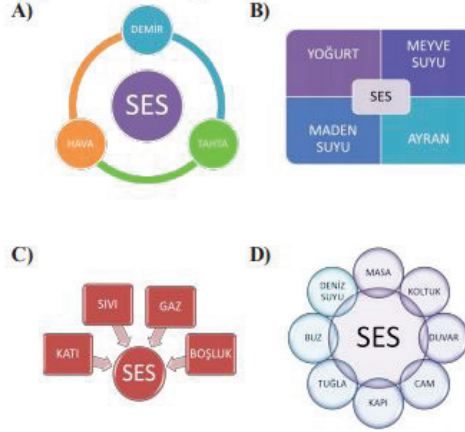 A)
DEMİR
SES
HAVA
TAHTA
B)
YOĞURT
MEYVE
SUYU
SES
MADEN
SUYU
AYRAN
C)
SIVI
GAZ
KATI
BOŞLUK
SES
D)
MASA
DENİZ
SUYU
KOLTUK
BUZ
SES
DUVAR
TUĞLA
CAM
KAPI